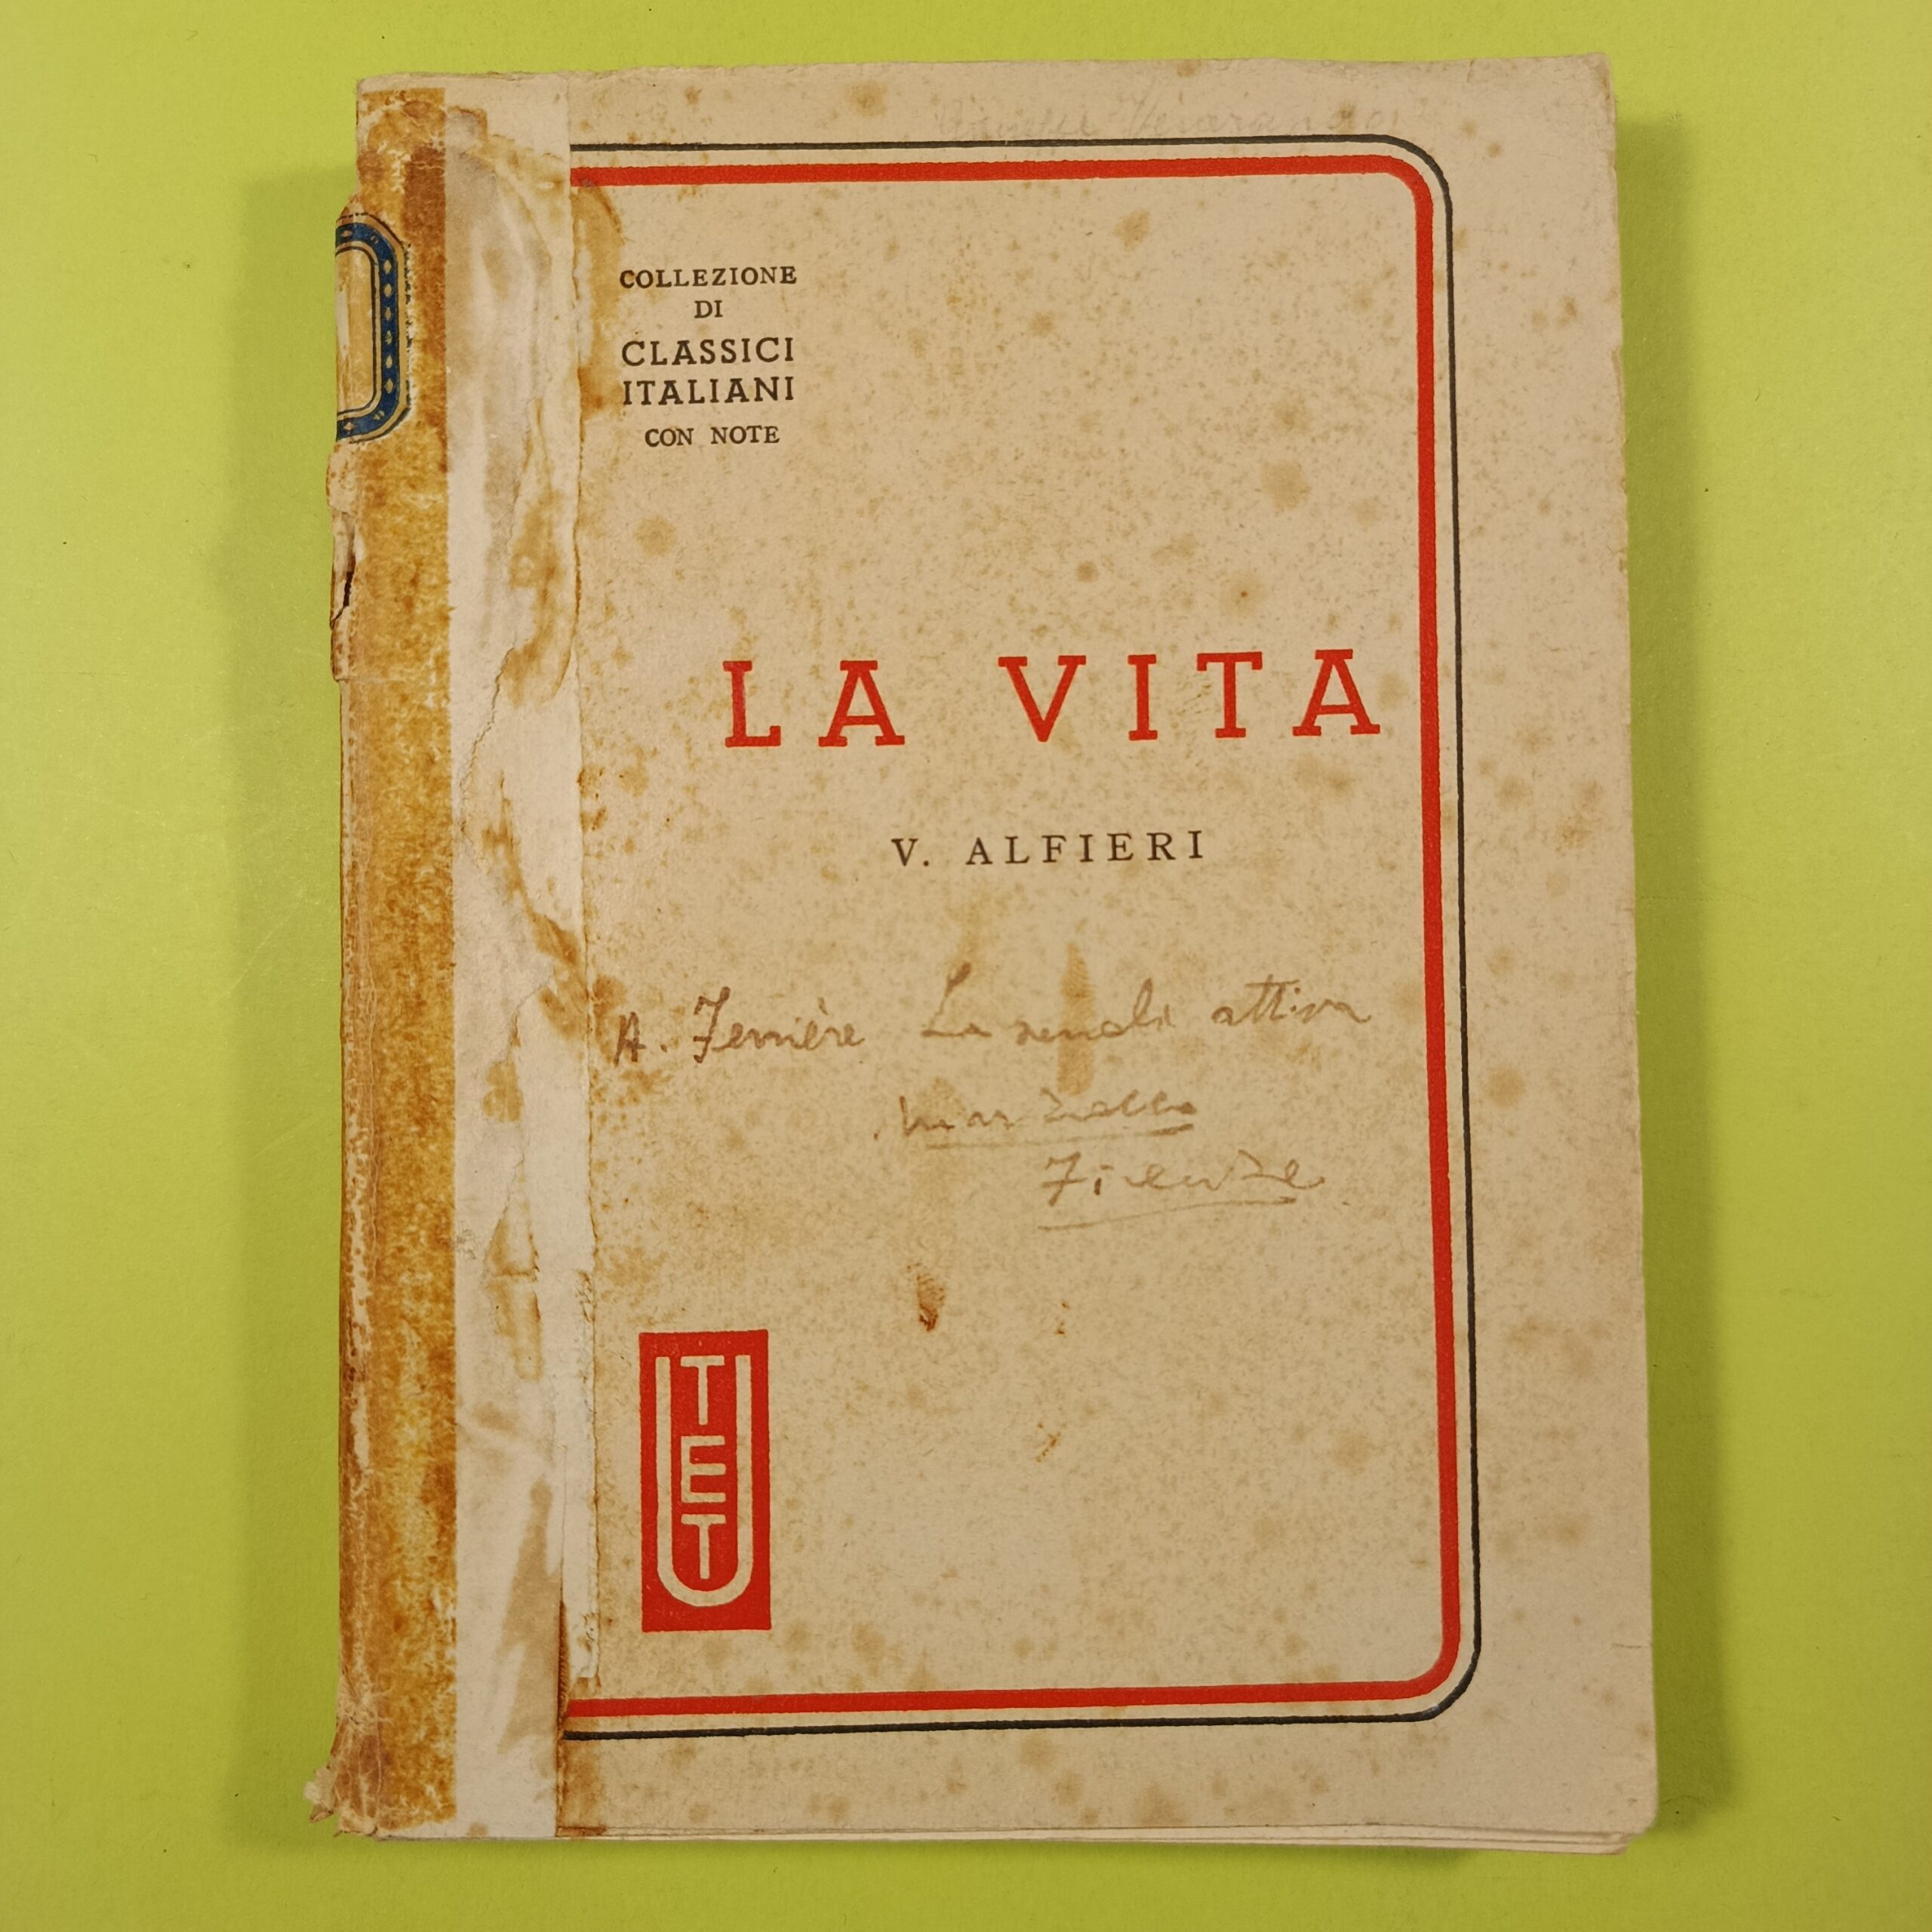 COLLEZIONE
DI
CLASSICI
ITALIANI
CON NOTE
LA VITA
V. ALFIERI
A. Ferrière La scuola attiva
Marzocco
Firenze
UTET